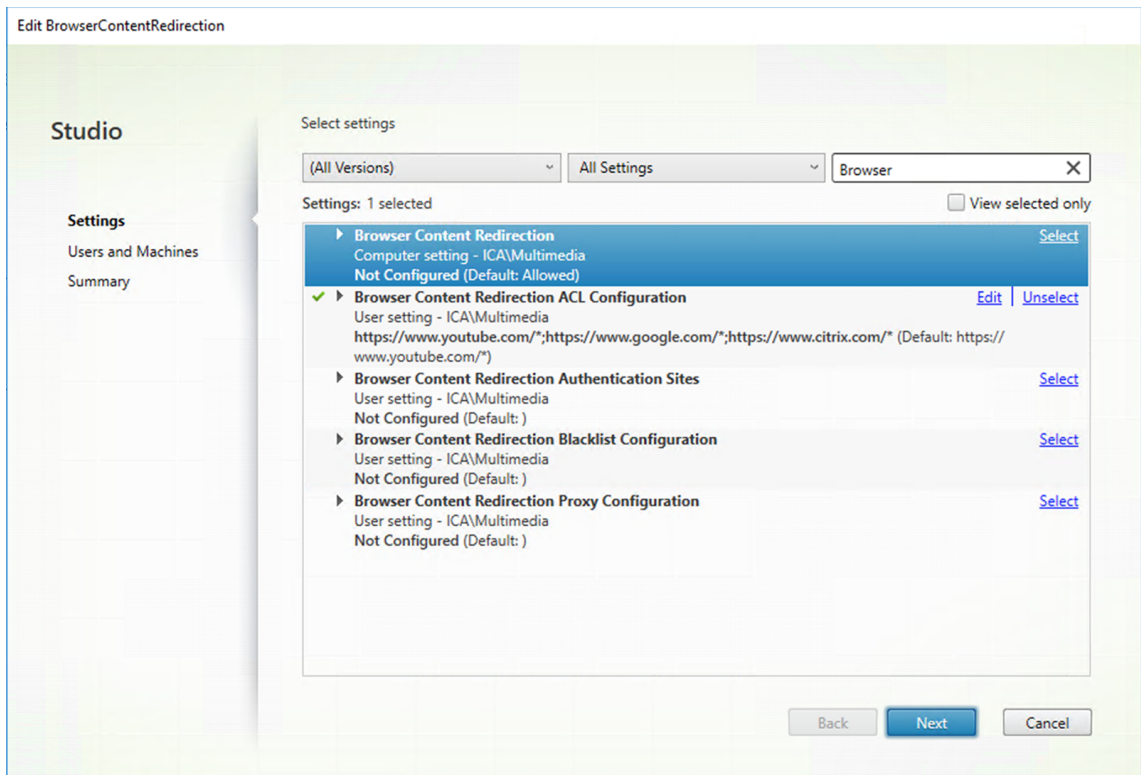 Edit BrowserContentRedirection
Studio
Settings
Users and Machines
Summary
Select settings
(All Versions)
All Settings
Browser
Settings: 1 selected
View selected only
Browser Content Redirection
Select
Computer setting - ICA\Multimedia
Not Configured (Default: Allowed)
Browser Content Redirection ACL Configuration
Edit | Unselect
User setting - ICA\Multimedia
https://www.youtube.com/*;https://www.google.com/*;https://www.citrix.com/* (Default: https://
www.youtube.com/*)
Browser Content Redirection Authentication Sites
Select
User setting - ICA\Multimedia
Not Configured (Default: )
Browser Content Redirection Blacklist Configuration
Select
User setting - ICA\Multimedia
Not Configured (Default: )
Browser Content Redirection Proxy Configuration
Select
User setting - ICA\Multimedia
Not Configured (Default: )
Back
Next
Cancel